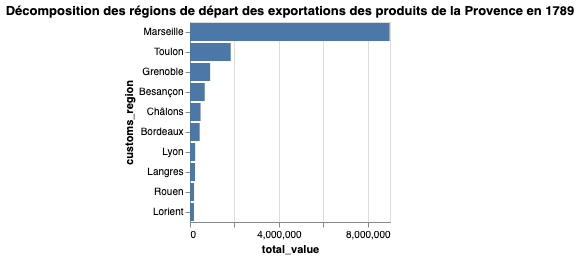 Décomposition des régions de départ des exportations des produits de la Provence en 1789
customs_region
Marseille
Toulon
Grenoble
Besançon
Châlons
Bordeaux
Lyon
Langres
Rouen
Lorient
0 4,000,000 8,000,000
total_value